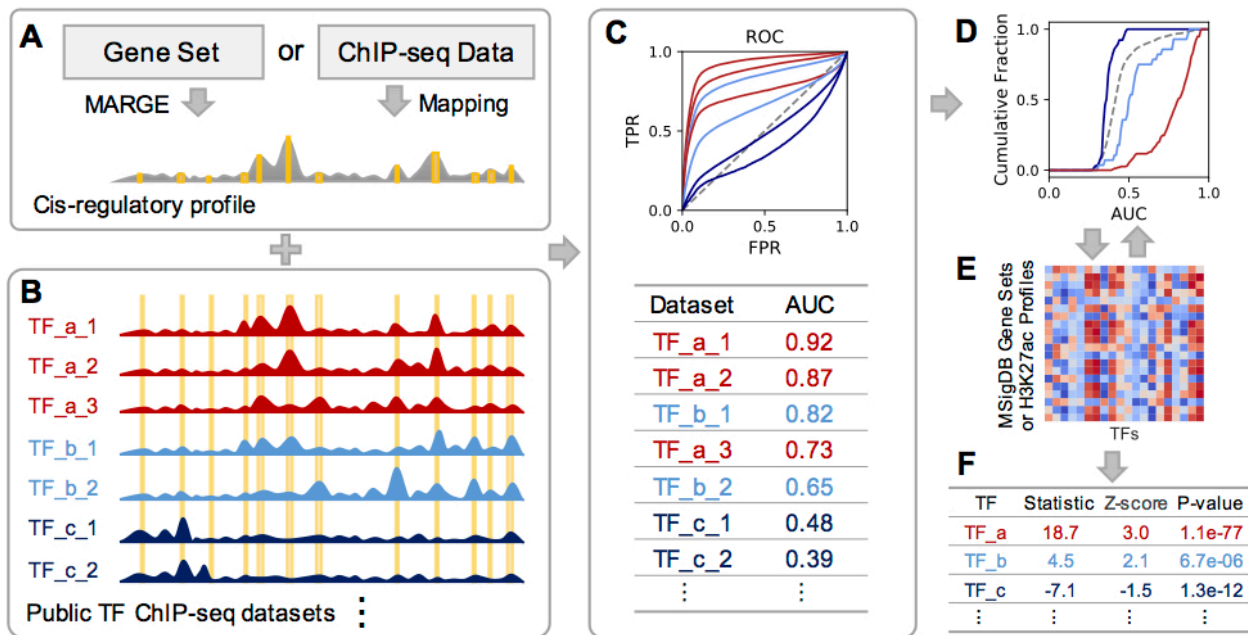 A
Gene Set or ChIP-seq Data
MARGE Mapping
Cis-regulatory profile
B
TF_a_1
TF_a_2
TF_a_3
TF_b_1
TF_b_2
TF_c_1
TF_c_2
Public TF ChIP-seq datasets ⋮
C
ROC
TPR
1.0
0.5
0.0
0.0 0.5 1.0
FPR
Dataset AUC
TF_a_1 0.92
TF_a_2 0.87
TF_b_1 0.82
TF_a_3 0.73
TF_b_2 0.65
TF_c_1 0.48
TF_c_2 0.39
⋮ ⋮
D
Cumulative Fraction
1.0
0.5
0.0
0.0 0.5 1.0
AUC
E
MSigDB Gene Sets
or H3K27ac Profiles
TFs
F
TF Statistic Z-score P-value
TF_a 18.7 3.0 1.1e-77
TF_b 4.5 2.1 6.7e-06
TF_c -7.1 -1.5 1.3e-12
⋮ ⋮ ⋮ ⋮